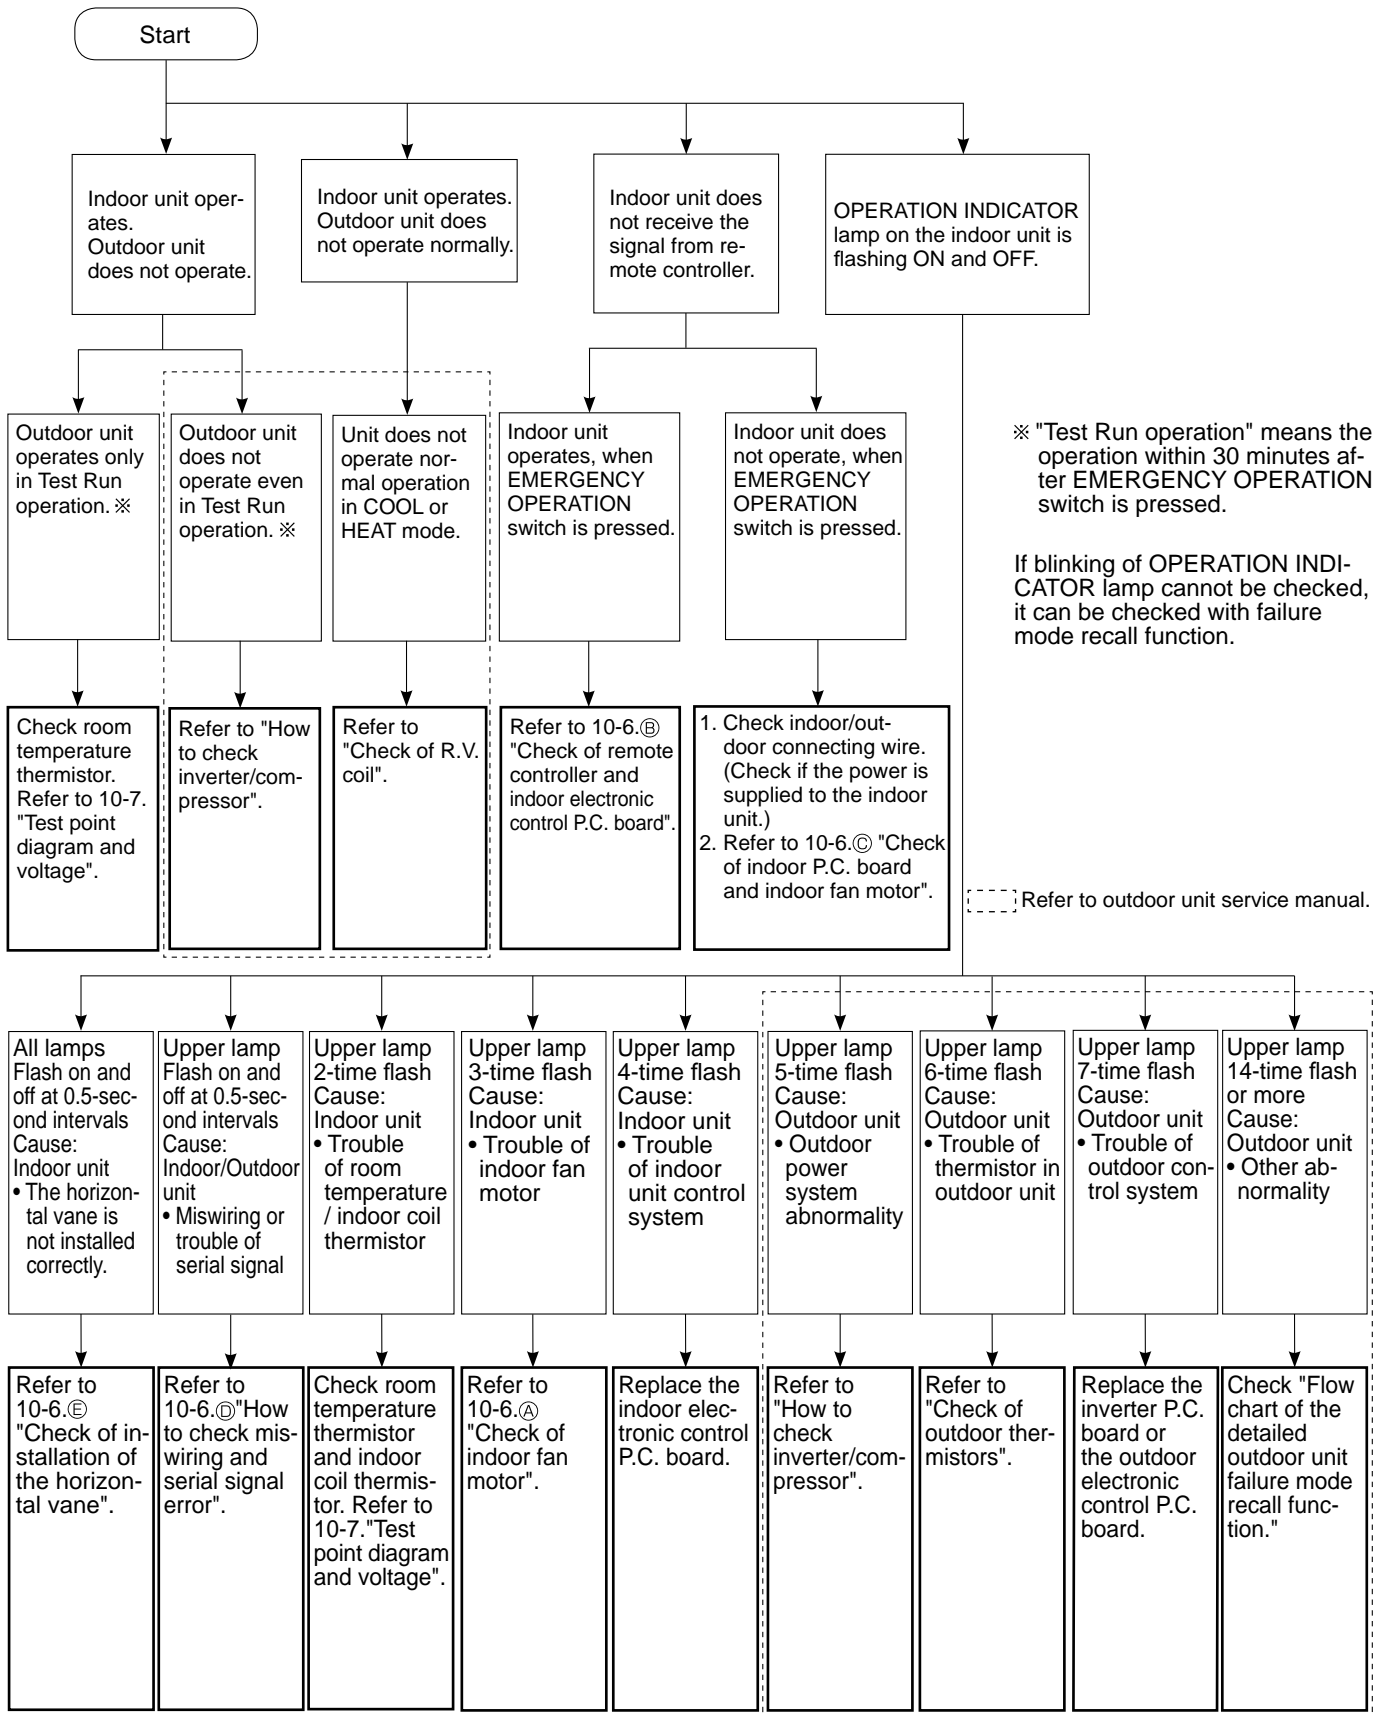 Start
Indoor unit oper-
ates.
Outdoor unit
does not operate.
Indoor unit operates.
Outdoor unit does
not operate normally.
Indoor unit does
not receive the
signal from re-
mote controller.
OPERATION INDICATOR
lamp on the indoor unit is
flashing ON and OFF.
Outdoor unit
operates only
in Test Run
operation. ※
Outdoor unit
does not
operate even
in Test Run
operation. ※
Unit does not
operate nor-
mal operation
in COOL or
HEAT mode.
Indoor unit
operates, when
EMERGENCY
OPERATION
switch is pressed.
Indoor unit does
not operate, when
EMERGENCY
OPERATION
switch is pressed.
※ "Test Run operation" means the
operation within 30 minutes af-
ter EMERGENCY OPERATION
switch is pressed.
If blinking of OPERATION INDI-
CATOR lamp cannot be checked,
it can be checked with failure
mode recall function.
Check room
temperature
thermistor.
Refer to 10-7.
"Test point
diagram and
voltage".
Refer to "How
to check
inverter/com-
pressor".
Refer to
"Check of R.V.
coil".
Refer to 10-6.Ⓑ
"Check of remote
controller and
indoor electronic
control P.C. board".
1. Check indoor/out-
door connecting wire.
(Check if the power is
supplied to the indoor
unit.)
2. Refer to 10-6.Ⓒ "Check
of indoor P.C. board
and indoor fan motor".
Refer to outdoor unit service manual.
All lamps
Flash on and
off at 0.5-sec-
ond intervals
Cause:
Indoor unit
• The horizon-
tal vane is
not installed
correctly.
Upper lamp
Flash on and
off at 0.5-sec-
ond intervals
Cause:
Indoor/Outdoor
unit
• Miswiring or
trouble of
serial signal
Upper lamp
2-time flash
Cause:
Indoor unit
• Trouble
of room
temperature
/ indoor coil
thermistor
Upper lamp
3-time flash
Cause:
Indoor unit
• Trouble of
indoor fan
motor
Upper lamp
4-time flash
Cause:
Indoor unit
• Trouble
of indoor
unit control
system
Upper lamp
5-time flash
Cause:
Outdoor unit
• Outdoor
power
system
abnormality
Upper lamp
6-time flash
Cause:
Outdoor unit
• Trouble of
thermistor in
outdoor unit
Upper lamp
7-time flash
Cause:
Outdoor unit
• Trouble of
outdoor con-
trol system
Upper lamp
14-time flash
or more
Cause:
Outdoor unit
• Other ab-
normality
Refer to
10-6.Ⓔ
"Check of in-
stallation of
the horizon-
tal vane".
Refer to
10-6.Ⓓ"How
to check mis-
wiring and
serial signal
error".
Check room
temperature
thermistor
and indoor
coil thermis-
tor. Refer to
10-7."Test
point diagram
and voltage".
Refer to
10-6.Ⓐ
"Check of
indoor fan
motor".
Replace the
indoor elec-
tronic control
P.C. board.
Refer to
"How to
check
inverter/com-
pressor".
Refer to
"Check of
outdoor ther-
mistors".
Replace the
inverter P.C.
board or
the outdoor
electronic
control P.C.
board.
Check "Flow
chart of the
detailed
outdoor unit
failure mode
recall func-
tion."